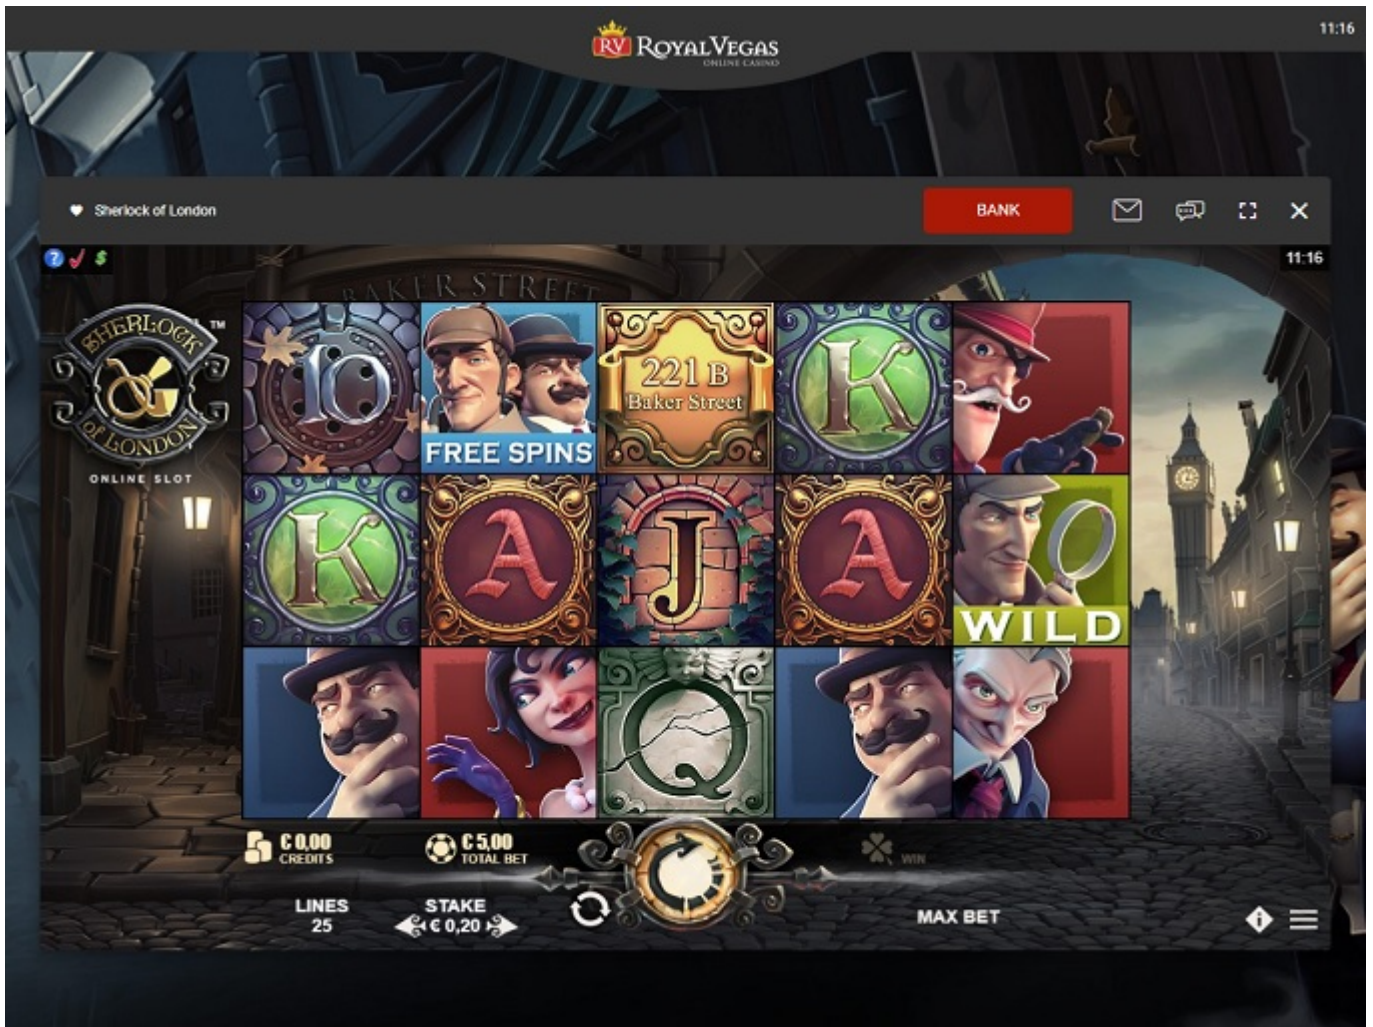 11:16
RV ROYALVEGAS
ONLINE CASINO
Sherlock of London
BANK
11:16
BAKER STREET
SHERLOCK ™
of LONDON
ONLINE SLOT
10
FREE SPINS
221 B
Baker Street
K
K
A
J
A
WILD
Q
€ 0,00
CREDITS
€ 5,00
TOTAL BET
WIN
LINES
25
STAKE
€ 0,20
MAX BET